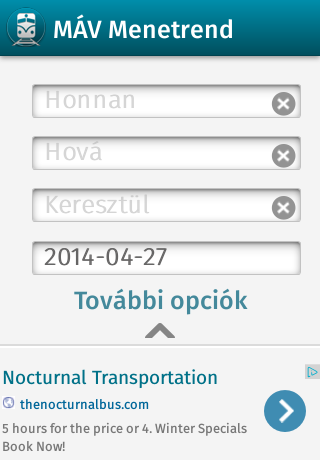 MÁV Menetrend
Honnan
Hová
Keresztül
2014-04-27
További opciók
Nocturnal Transportation
thenocturnalbus.com
5 hours for the price or 4. Winter Specials
Book Now!